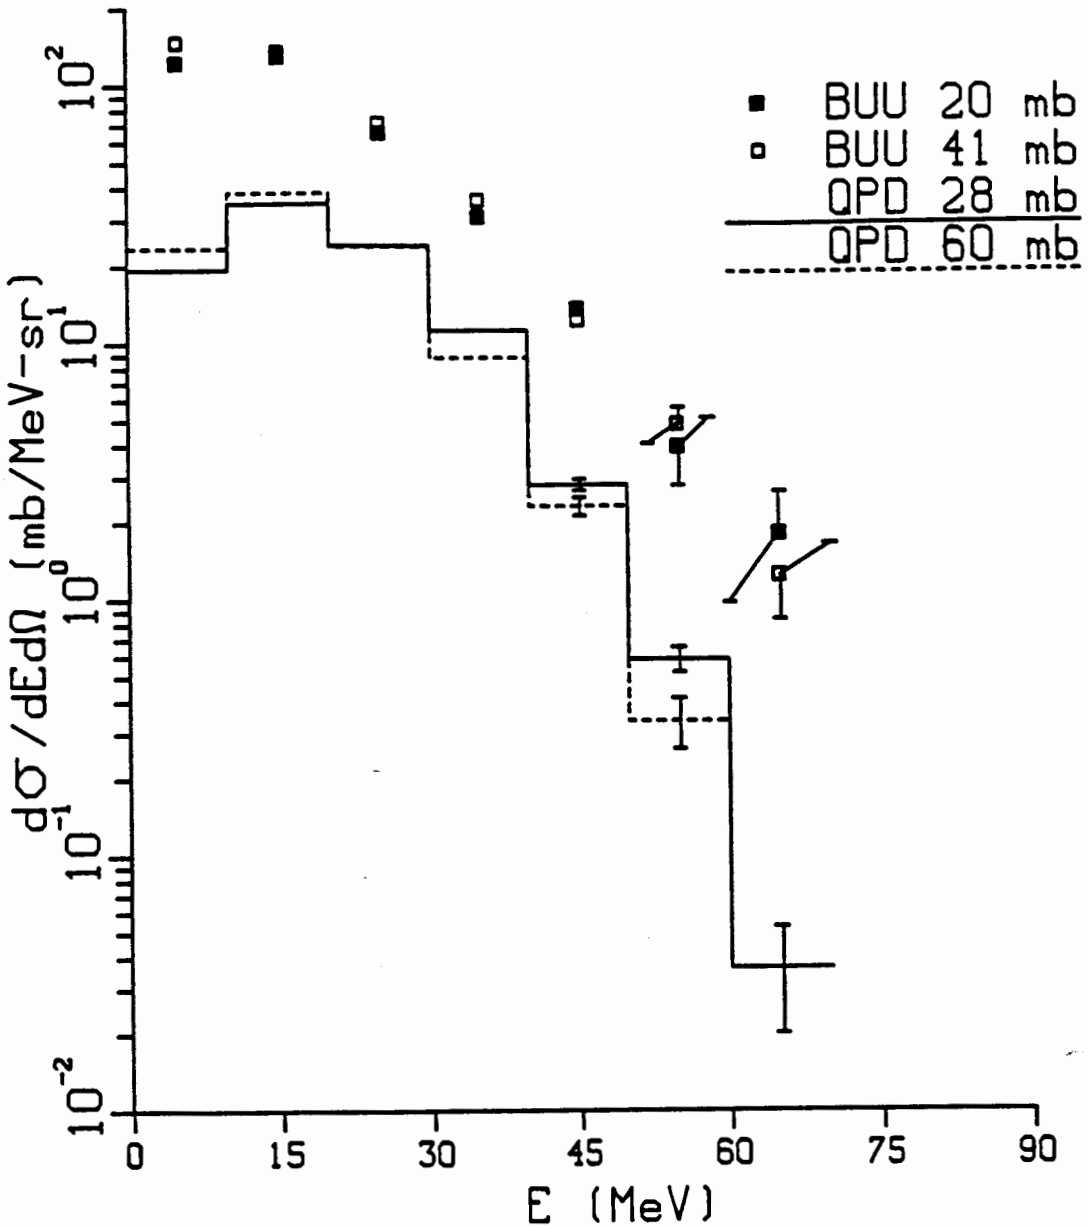 BUU 20 mb
BUU 41 mb
QPD 28 mb
QPD 60 mb
dσ/dEdΩ (mb/MeV-sr)
10²
10¹
10⁰
10⁻¹
10⁻²
0 15 30 45 60 75 90
E (MeV)